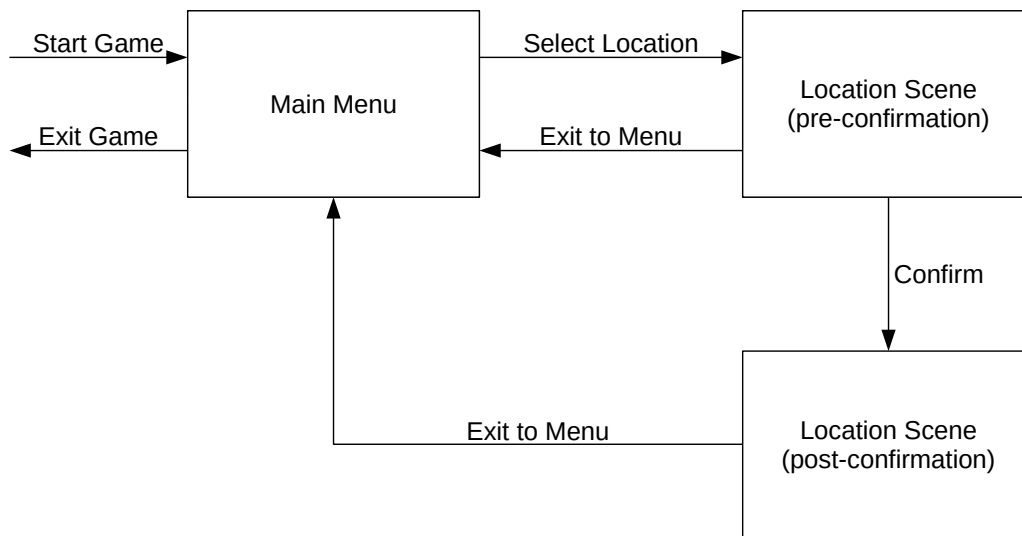 Start Game
Select Location
Main Menu
Location Scene
(pre-confirmation)
Exit Game
Exit to Menu
Confirm
Exit to Menu
Location Scene
(post-confirmation)